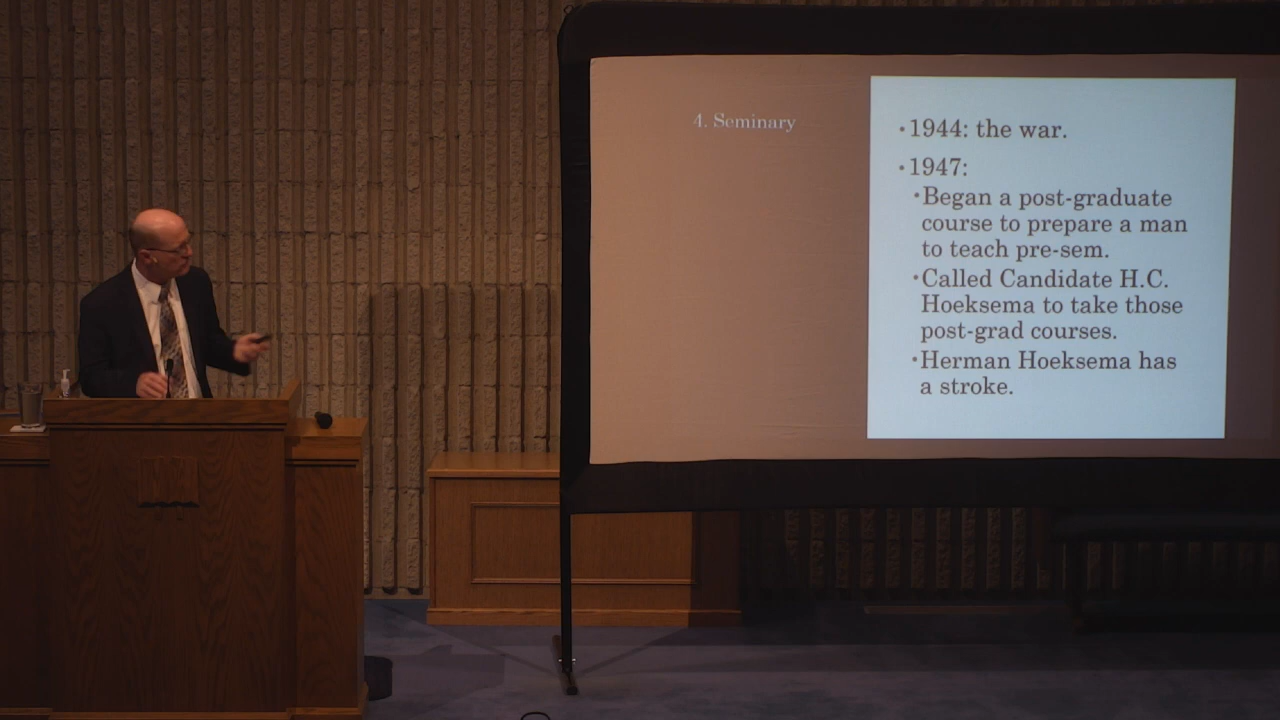 4. Seminary
•1944: the war.
•1947:
•Began a post-graduate
course to prepare a man
to teach pre-sem.
•Called Candidate H.C.
Hoeksema to take those
post-grad courses.
•Herman Hoeksema has
a stroke.